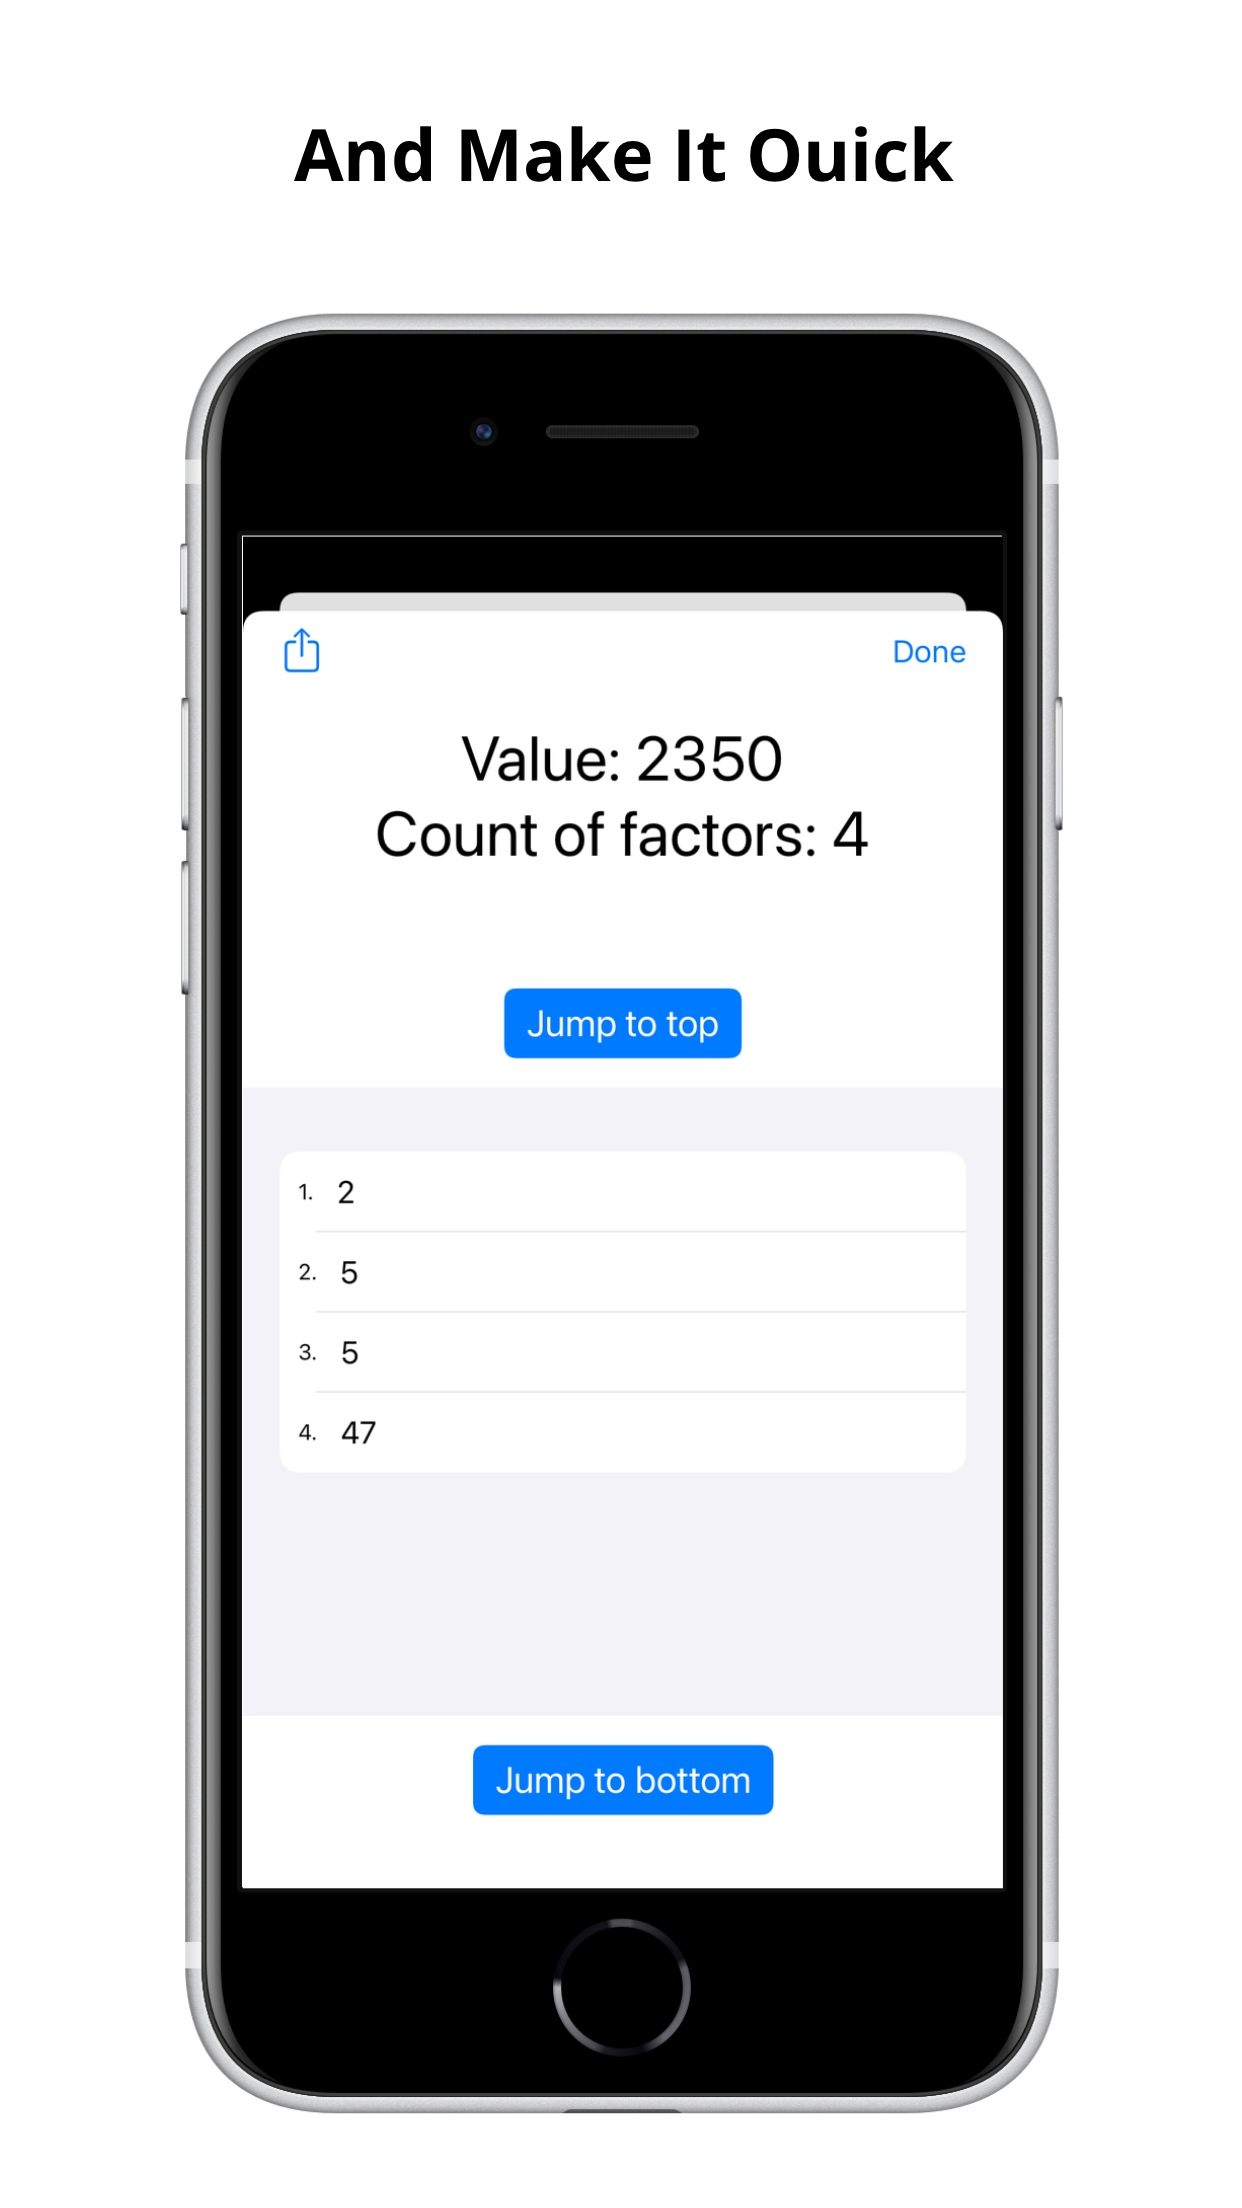 And Make It Ouick
Done
Value: 2350
Count of factors: 4
Jump to top
1. 2
2. 5
3. 5
4. 47
Jump to bottom